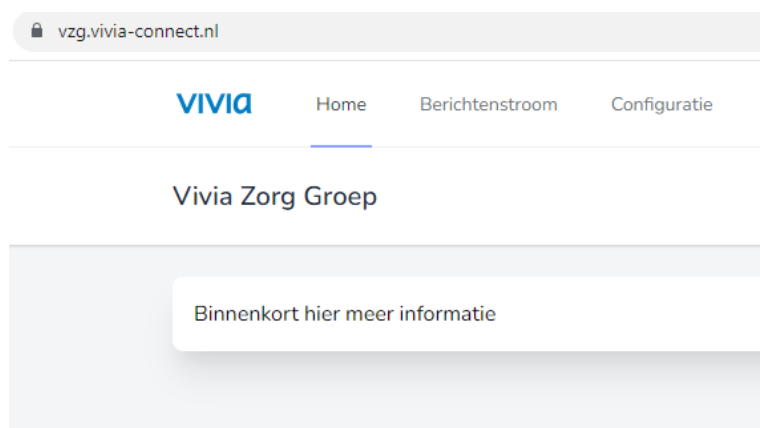 vzg.vivia-connect.nl
VIVIA Home Berichtenstroom Configuratie
Vivia Zorg Groep
Binnenkort hier meer informatie